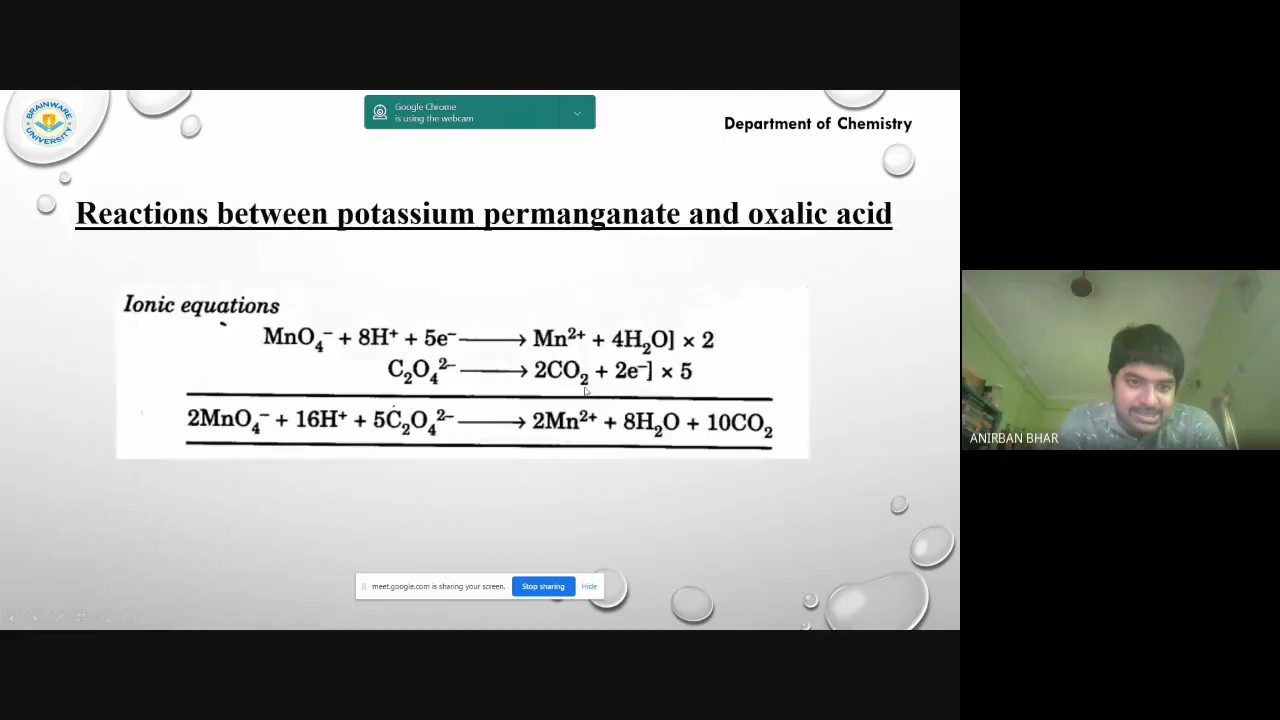 BRAINWARE
UNIVERSITY
Google Chrome
is using the webcam
Department of Chemistry
Reactions between potassium permanganate and oxalic acid
Ionic equations
MnO₄⁻ + 8H⁺ + 5e⁻ ⟶ Mn²⁺ + 4H₂O] × 2
C₂O₄²⁻ ⟶ 2CO₂ + 2e⁻] × 5
2MnO₄⁻ + 16H⁺ + 5C₂O₄²⁻ ⟶ 2Mn²⁺ + 8H₂O + 10CO₂
ANIRBAN BHAR
meet.google.com is sharing your screen. Stop sharing Hide